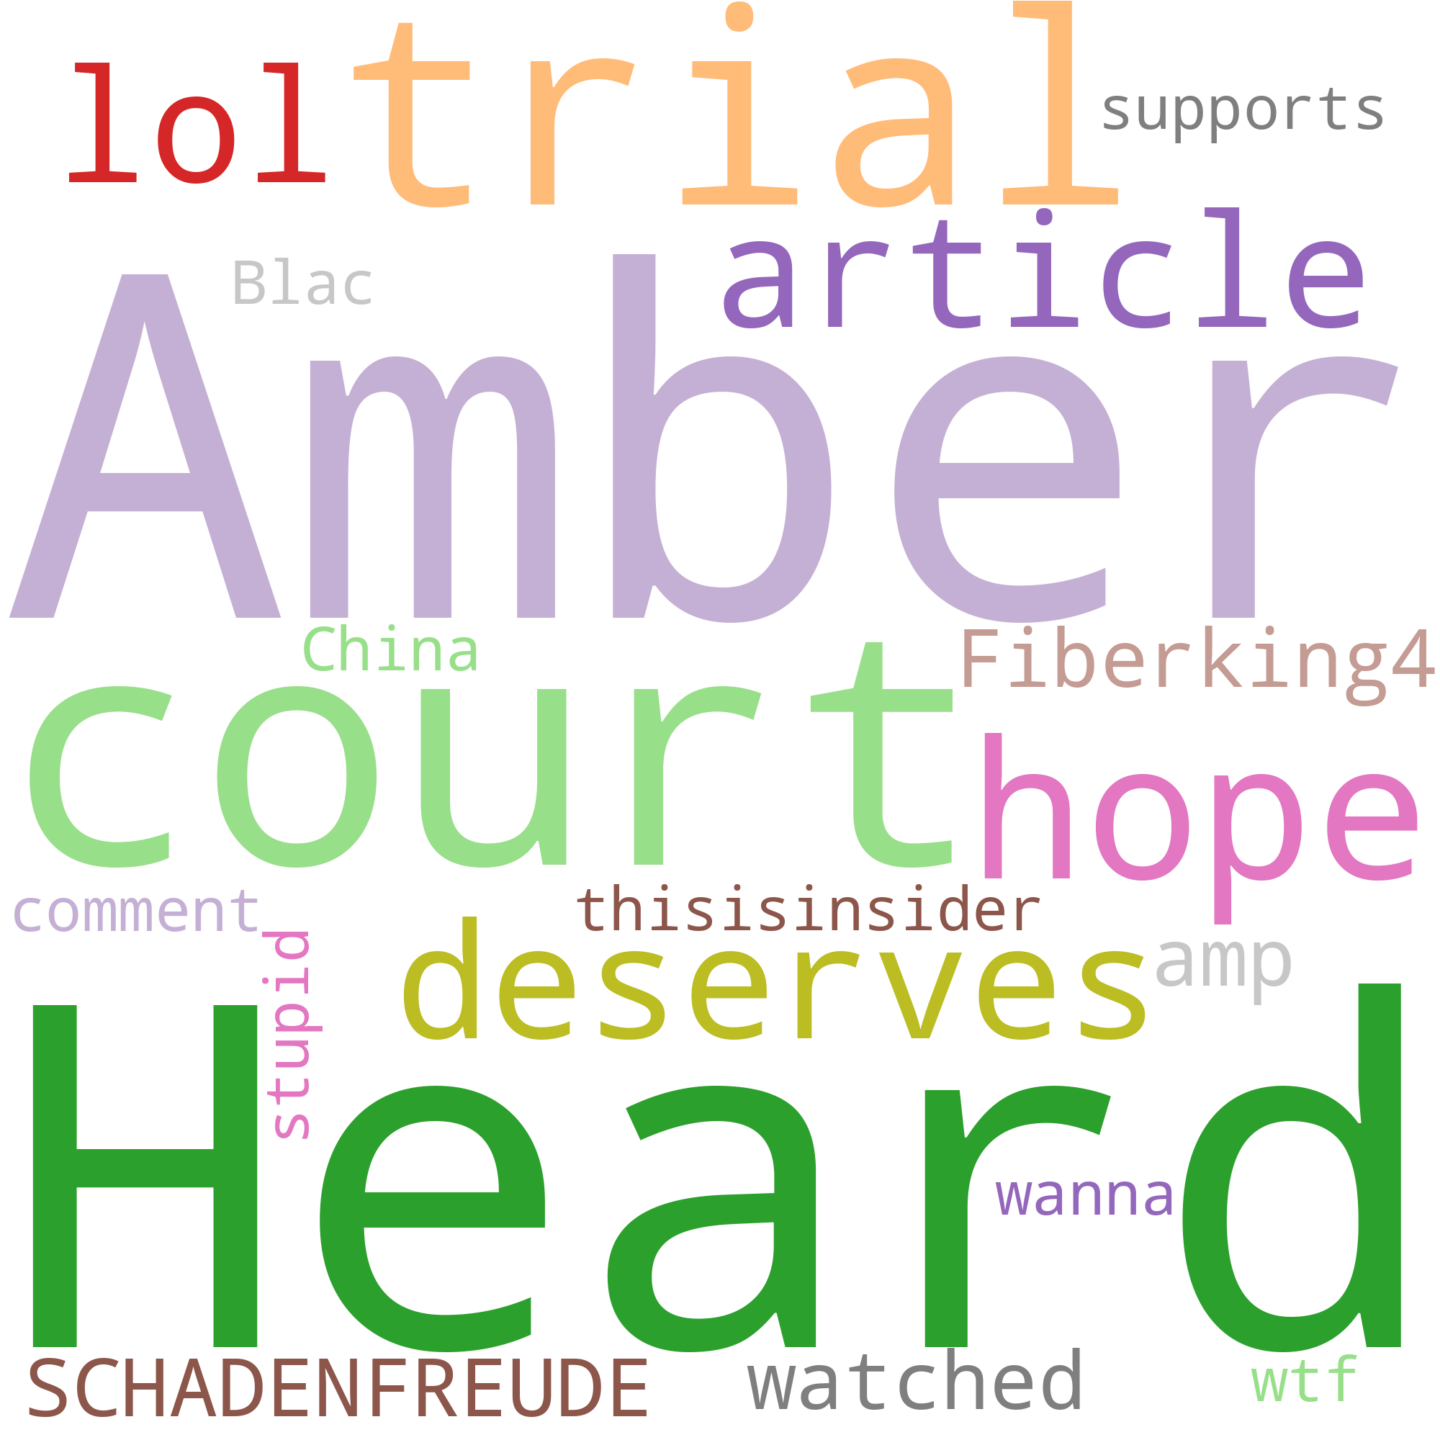 lol trial supports
article
Blac
Amber
China
Fiberking4
court
hope
comment
thisisinsider
stupid
deserves
amp
Heard
wanna
SCHADENFREUDE watched wtf